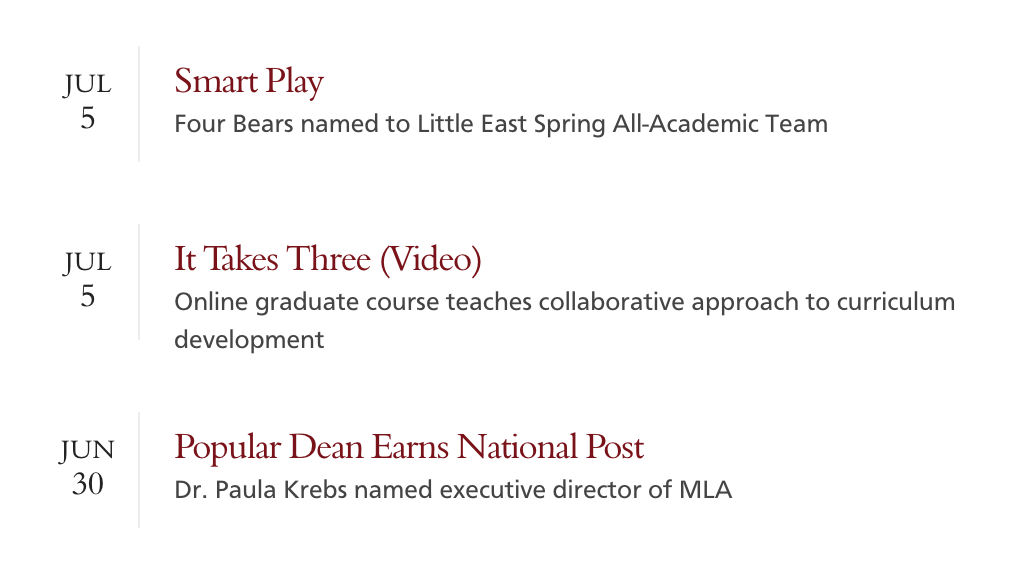 JUL
5
Smart Play
Four Bears named to Little East Spring All-Academic Team
JUL
5
It Takes Three (Video)
Online graduate course teaches collaborative approach to curriculum
development
JUN
30
Popular Dean Earns National Post
Dr. Paula Krebs named executive director of MLA